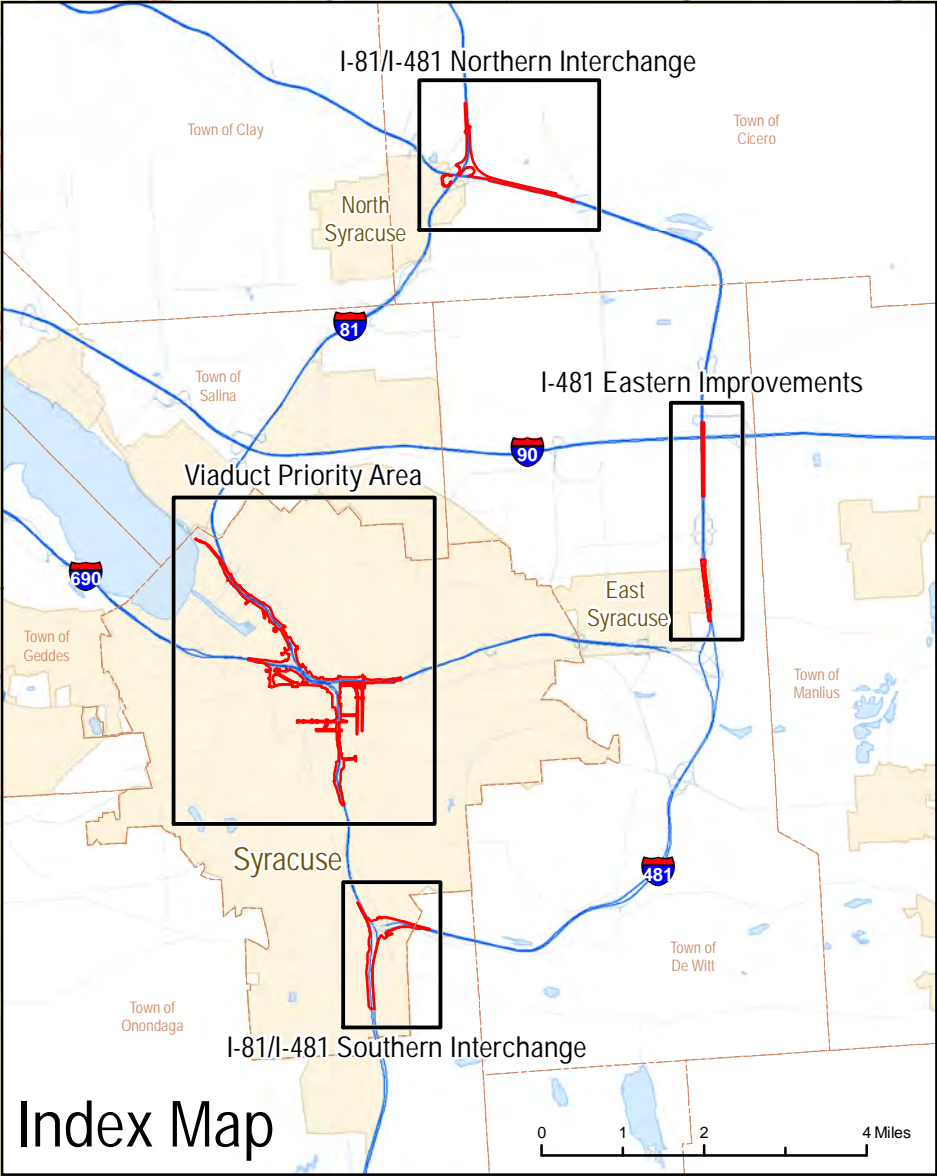 I-81/I-481 Northern Interchange
Town of Clay
Town of
Cicero
North
Syracuse
81
I-481 Eastern Improvements
Town of
Salina
90
Viaduct Priority Area
690
East
Syracuse
Town of
Geddes
Town of
Manlius
Syracuse
481
Town of
De Witt
Town of
Onondaga
I-81/I-481 Southern Interchange
Index Map
0 1 2 4 Miles